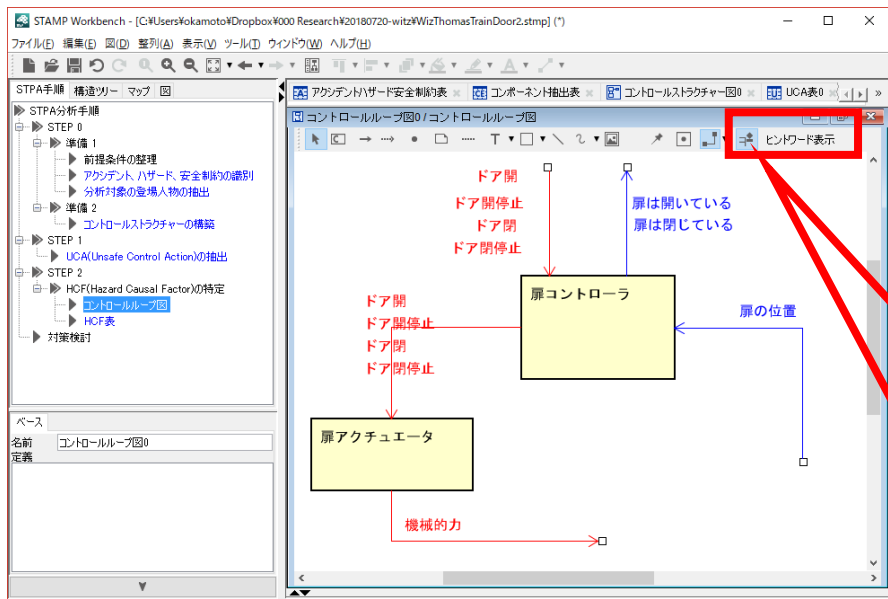 STAMP Workbench - [C:¥Users¥okamoto¥Dropbox¥000 Research¥20180720-witz¥WizThomasTrainDoor2.stmp] (*)
ファイル(F) 編集(E) 図(D) 整列(A) 表示(V) ツール(T) ウィンドウ(W) ヘルプ(H)
STPA手順 構造ツリー マップ 図
アクシデントハザード安全制約表 コンポーネント抽出表 コントロールストラクチャー図0 UCA表0
STPA分析手順
STEP 0
準備 1
前提条件の整理
アクシデント、ハザード、安全制約の識別
分析対象の登場人物の抽出
準備 2
コントロールストラクチャーの構築
STEP 1
UCA(Unsafe Control Action)の抽出
STEP 2
HCF(Hazard Causal Factor)の特定
コントロールループ図
HCF表
対策検討
ベース
名前 コントロールループ図0
定義
コントロールループ図0 / コントロールループ図
ヒントワード表示
ドア開
ドア開停止
ドア閉
ドア閉停止
扉は開いている
扉は閉じている
扉コントローラ
扉の位置
ドア開
ドア開停止
ドア閉
ドア閉停止
扉アクチュエータ
機械的力